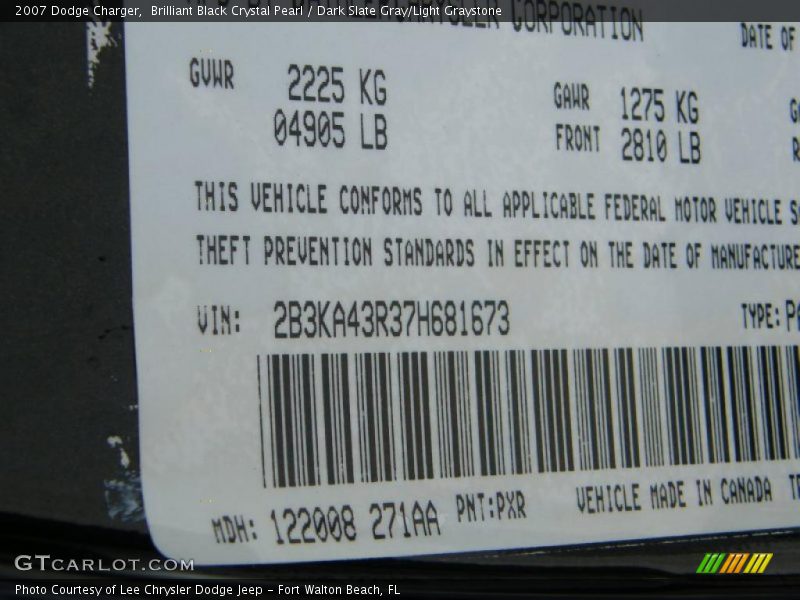 2007 Dodge Charger, Brilliant Black Crystal Pearl / Dark Slate Gray/Light Graystone
CORPORATION
DATE OF
GVWR 2225 KG
04905 LB
GAWR FRONT 1275 KG
2810 LB
THIS VEHICLE CONFORMS TO ALL APPLICABLE FEDERAL MOTOR VEHICLE
THEFT PREVENTION STANDARDS IN EFFECT ON THE DATE OF MANUFACTURE
VIN: 2B3KA43R37H681673 TYPE:
MDH: 122008 271AA PNT:PXR VEHICLE MADE IN CANADA
GTCARLOT.COM
Photo Courtesy of Lee Chrysler Dodge Jeep - Fort Walton Beach, FL